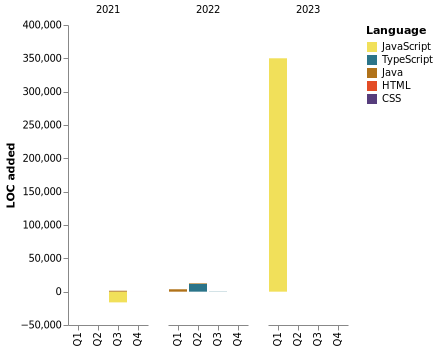 2021 2022 2023
Language
JavaScript
TypeScript
Java
HTML
CSS
LOC added
400,000
350,000
300,000
250,000
200,000
150,000
100,000
50,000
0
−50,000
Q1 Q2 Q3 Q4 Q1 Q2 Q3 Q4 Q1 Q2 Q3 Q4